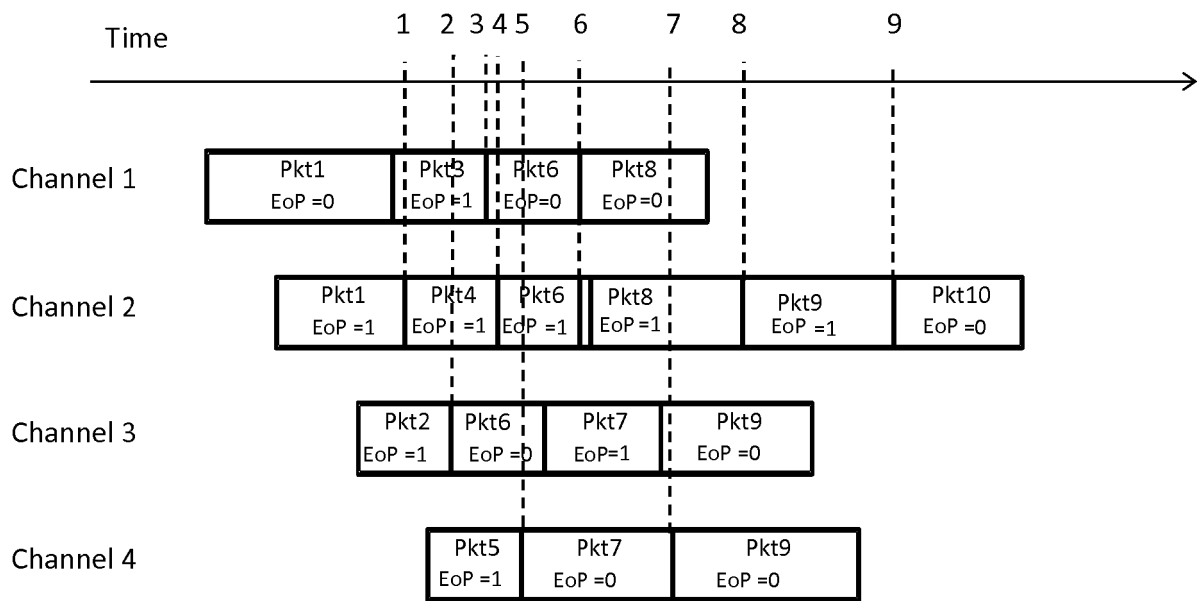 1 2 3 4 5 6 7 8 9
Time
Channel 1
Pkt1 Pkt3 Pkt6 Pkt8
EoP =0 EoP =1 EoP=0 EoP=0
Channel 2
Pkt1 Pkt4 Pkt6 Pkt8 Pkt9 Pkt10
EoP =1 EoP =1 EoP =1 EoP =1 EoP =1 EoP =0
Channel 3
Pkt2 Pkt6 Pkt7 Pkt9
EoP =1 EoP =0 EoP=1 EoP =0
Channel 4
Pkt5 Pkt7 Pkt9
EoP =1 EoP =0 EoP =0